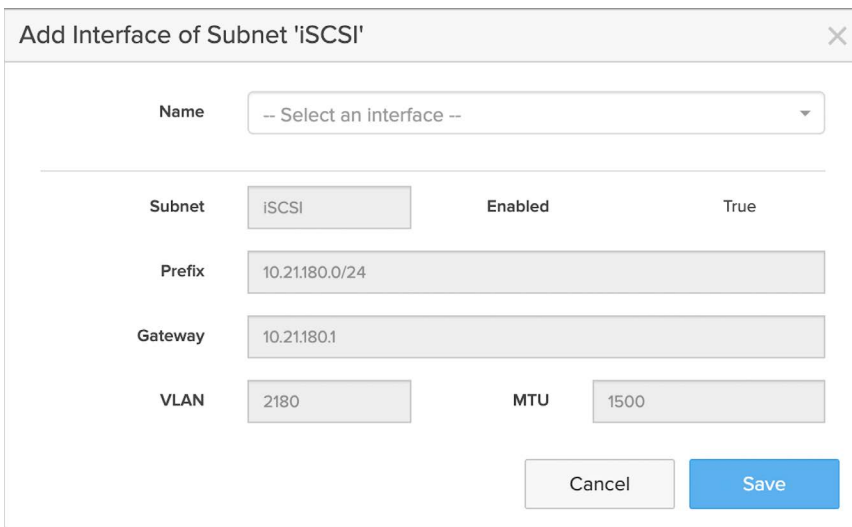 Add Interface of Subnet 'iSCSI'
Name -- Select an interface --
Subnet iSCSI Enabled True
Prefix 10.21.180.0/24
Gateway 10.21.180.1
VLAN 2180 MTU 1500
Cancel Save